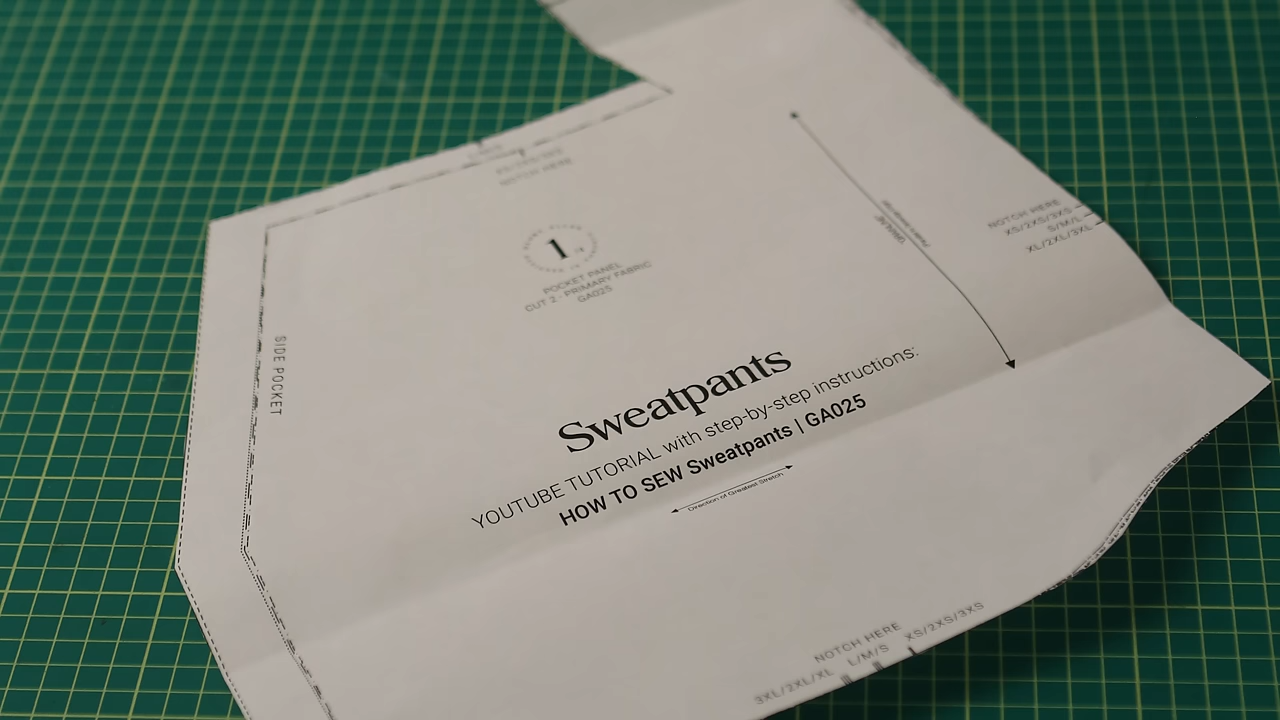 NOTCH HERE
NOTCH HERE
XS/2XS/3XS
S/M/L
XL/2XL/3XL
GRAINLINE
1
POCKET PANEL
CUT 2 - PRIMARY FABRIC
GA025
SIDE POCKET
Sweatpants
YOUTUBE TUTORIAL with step-by-step instructions:
HOW TO SEW Sweatpants | GA025
Direction of Greatest Stretch
NOTCH HERE
3XL/2XL/XL L/M/S XS/2XS/3XS